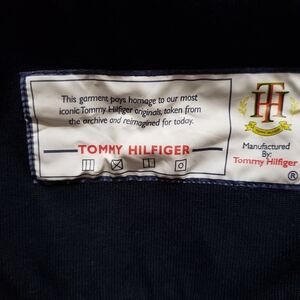 This garment pays homage to our most
iconic Tommy Hilfiger originals, taken from
the archive and reimagined for today.
TOMMY HILFIGER
TH
Manufactured
By:
Tommy Hilfiger
®